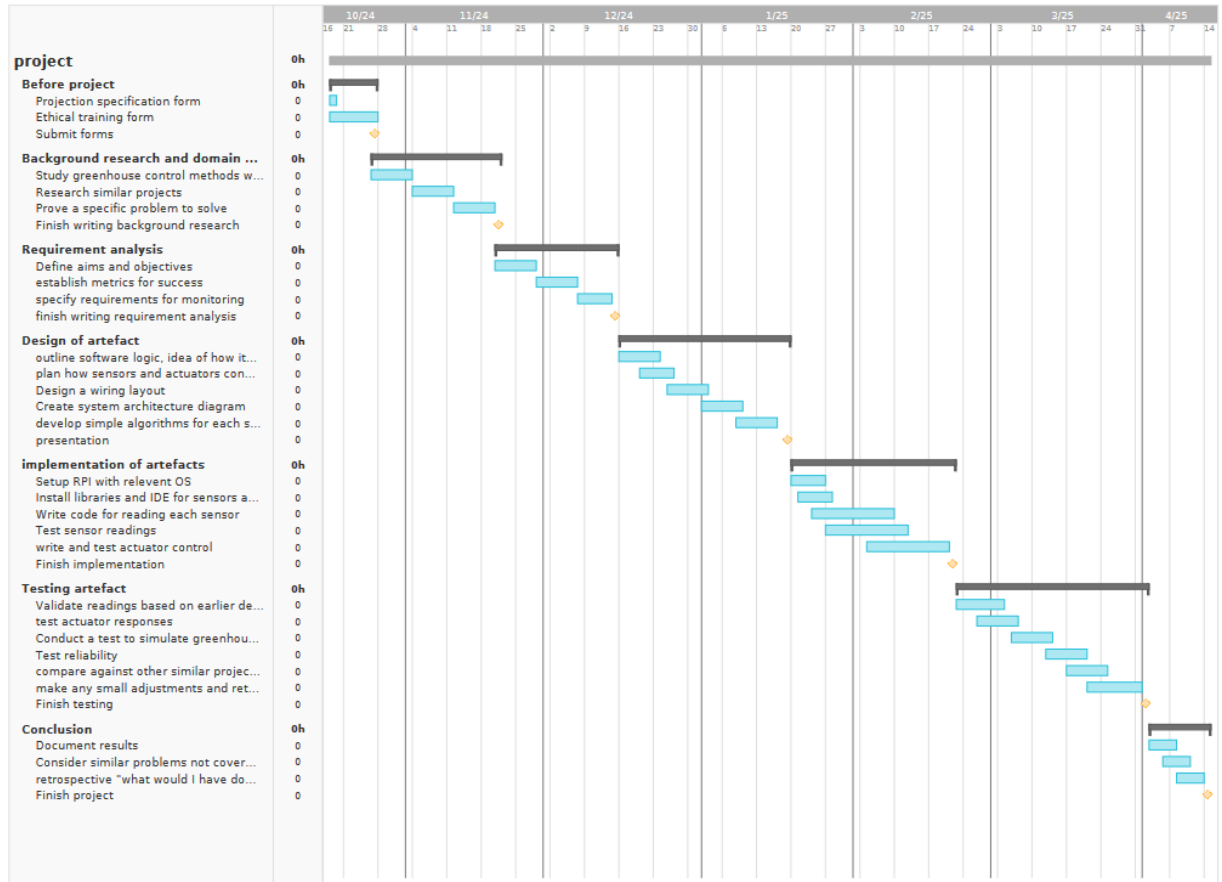 10/24 11/24 12/24 1/25 2/25 3/25 4/25
16 21 28 4 11 18 25 2 9 16 23 30 6 13 20 27 3 10 17 24 3 10 17 24 31 7 14
project 0h
Before project 0h
Projection specification form 0
Ethical training form 0
Submit forms 0
Background research and domain ... 0h
Study greenhouse control methods w... 0
Research similar projects 0
Prove a specific problem to solve 0
Finish writing background research 0
Requirement analysis 0h
Define aims and objectives 0
establish metrics for success 0
specify requirements for monitoring 0
finish writing requirement analysis 0
Design of artefact 0h
outline software logic, idea of how it... 0
plan how sensors and actuators con... 0
Design a wiring layout 0
Create system architecture diagram 0
develop simple algorithms for each s... 0
presentation 0
implementation of artefacts 0h
Setup RPI with relevent OS 0
Install libraries and IDE for sensors a... 0
Write code for reading each sensor 0
Test sensor readings 0
write and test actuator control 0
Finish implementation 0
Testing artefact 0h
Validate readings based on earlier de... 0
test actuator responses 0
Conduct a test to simulate greenhou... 0
Test reliability 0
compare against other similar projec... 0
make any small adjustments and ret... 0
Finish testing 0
Conclusion 0h
Document results 0
Consider similar problems not cover... 0
retrospective "what would I have do... 0
Finish project 0